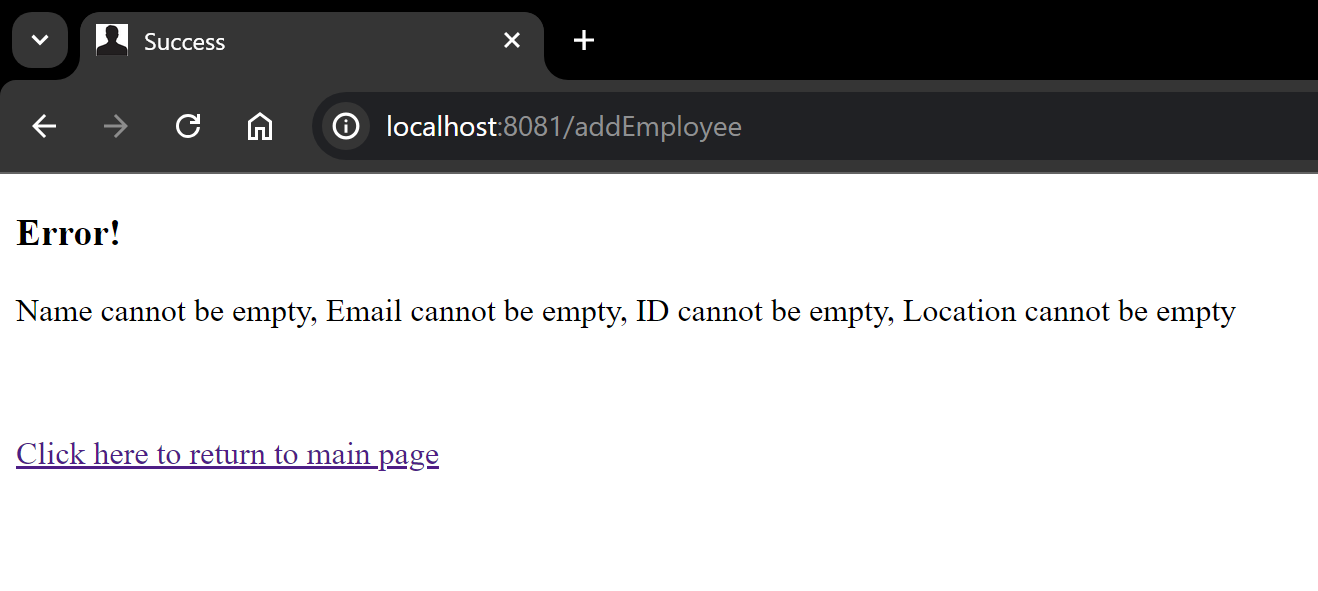 Success
localhost:8081/addEmployee
Error!
Name cannot be empty, Email cannot be empty, ID cannot be empty, Location cannot be empty
Click here to return to main page